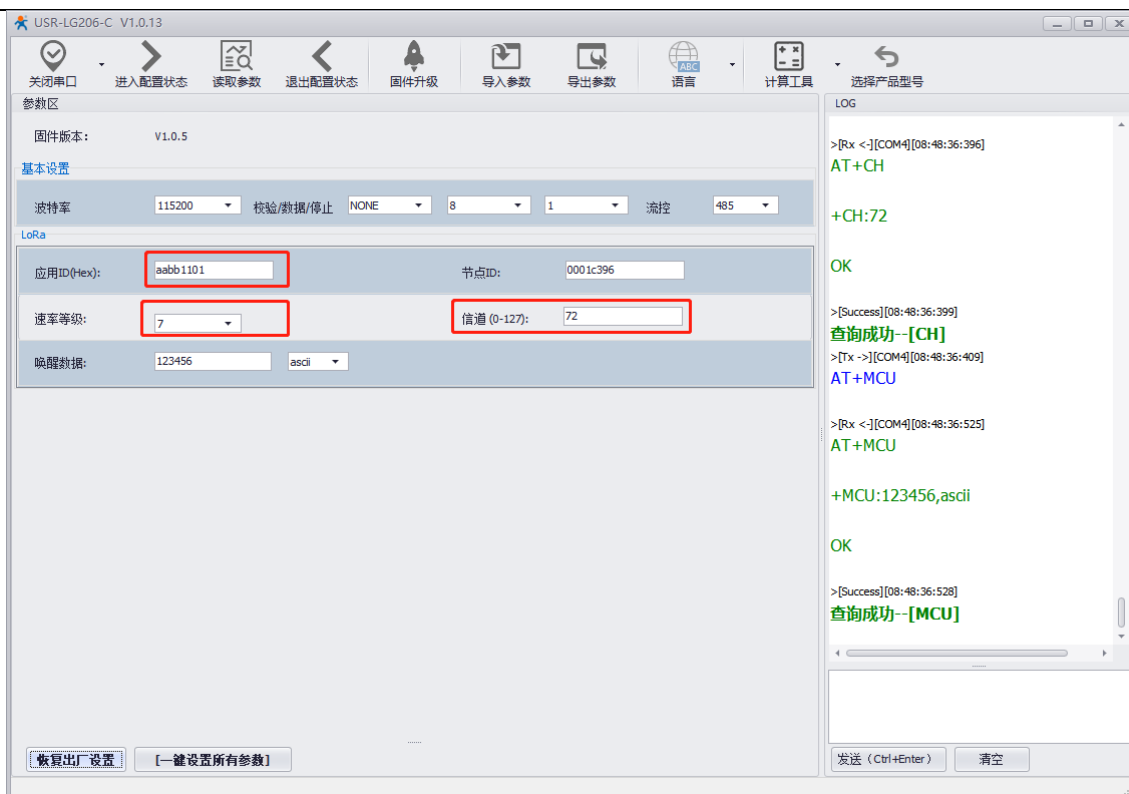 USR-LG206-C V1.0.13
关闭串口 进入配置状态 读取参数 退出配置状态 固件升级 导入参数 导出参数 ABC 语言 计算工具 选择产品型号
参数区
固件版本： V1.0.5
基本设置
波特率 115200 校验/数据/停止 NONE 8 1 流控 485
LoRa
应用ID(Hex): aabb1101 节点ID: 0001c396
速率等级: 7 信道(0-127): 72
唤醒数据: 123456 ascii
恢复出厂设置 [一键设置所有参数]
LOG
>[Rx <-][COM4][08:48:36:396]
AT+CH
+CH:72
OK
>[Success][08:48:36:399]
查询成功--[CH]
>[Tx ->][COM4][08:48:36:409]
AT+MCU
>[Rx <-][COM4][08:48:36:525]
AT+MCU
+MCU:123456,ascii
OK
>[Success][08:48:36:528]
查询成功--[MCU]
发送（Ctrl+Enter） 清空